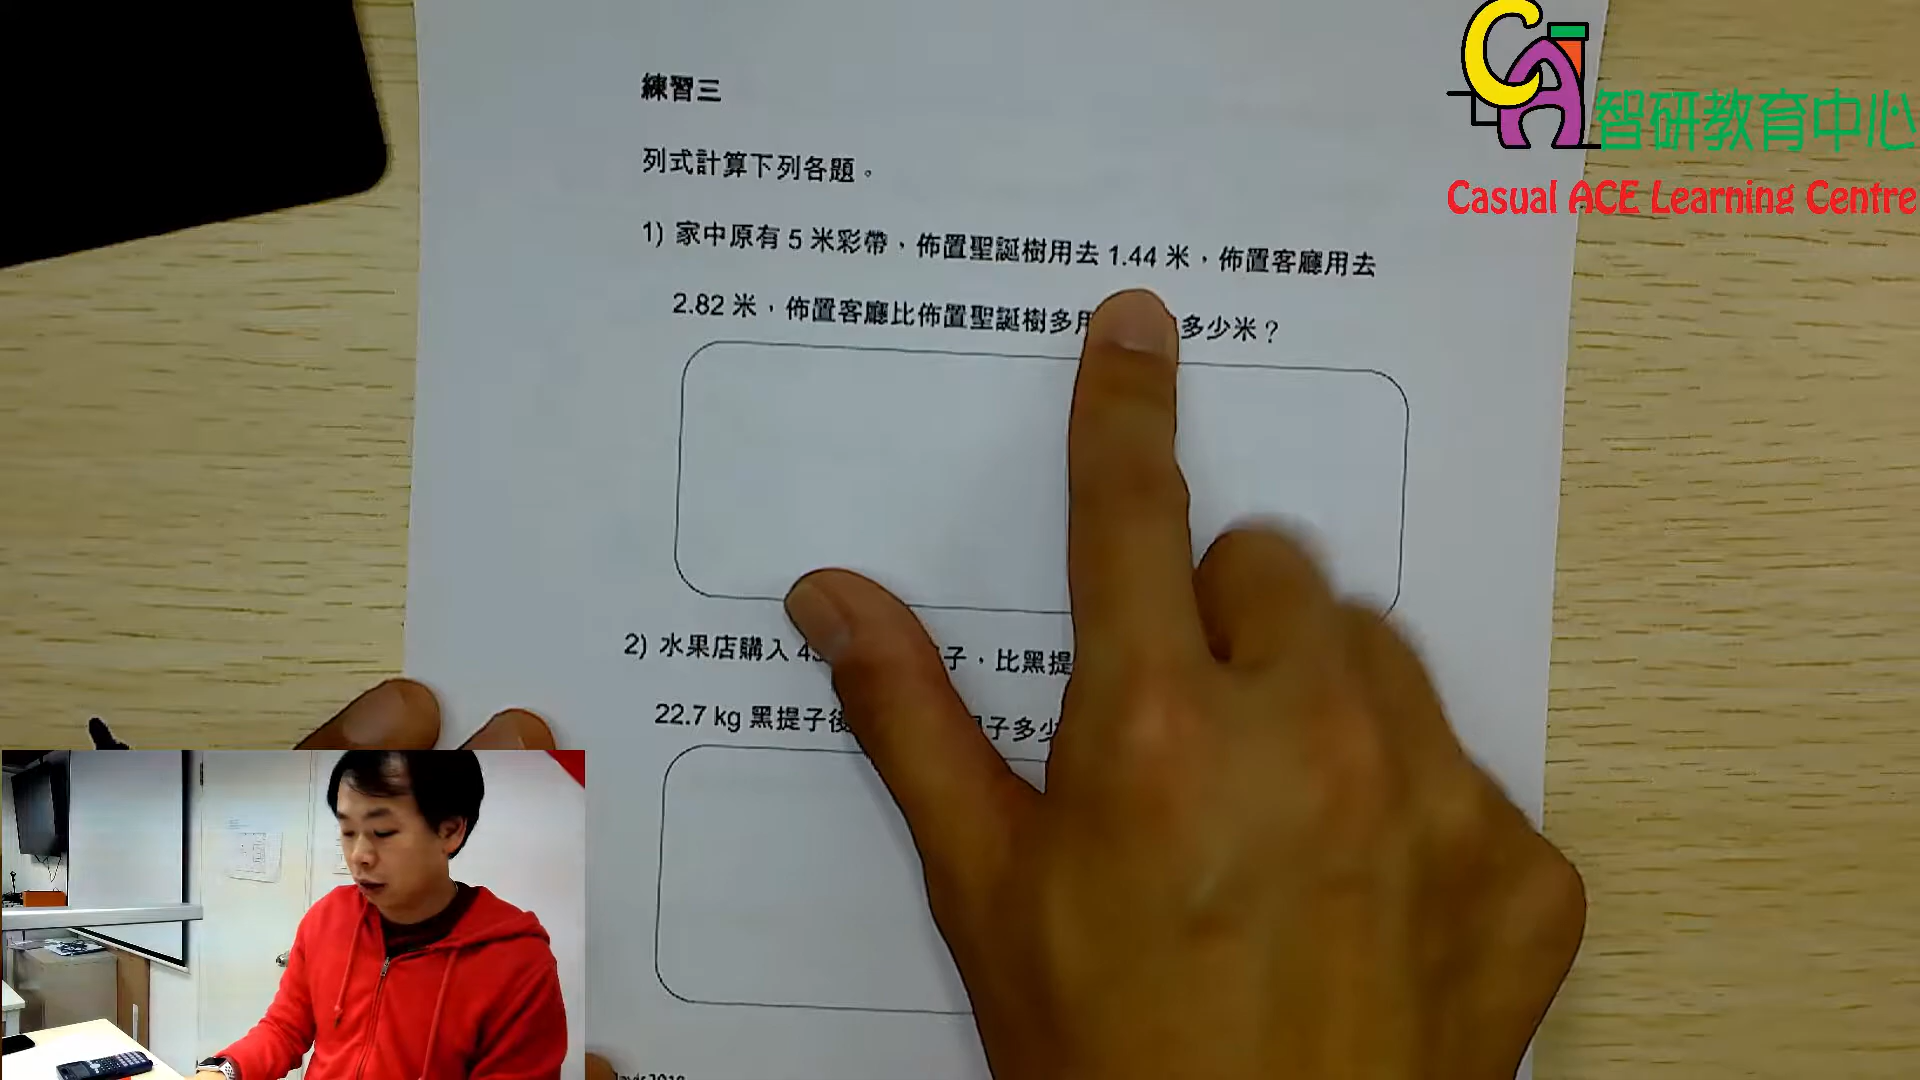 練習三
列式計算下列各題。
1) 家中原有 5 米彩帶，佈置聖誕樹用去 1.44 米，佈置客廳用去
2.82 米，佈置客廳比佈置聖誕樹多用 多少米？
2) 水果店購入 子，比黑提
22.7 kg 黑提子後 子多少
CA 智研教育中心
Casual ACE Learning Centre